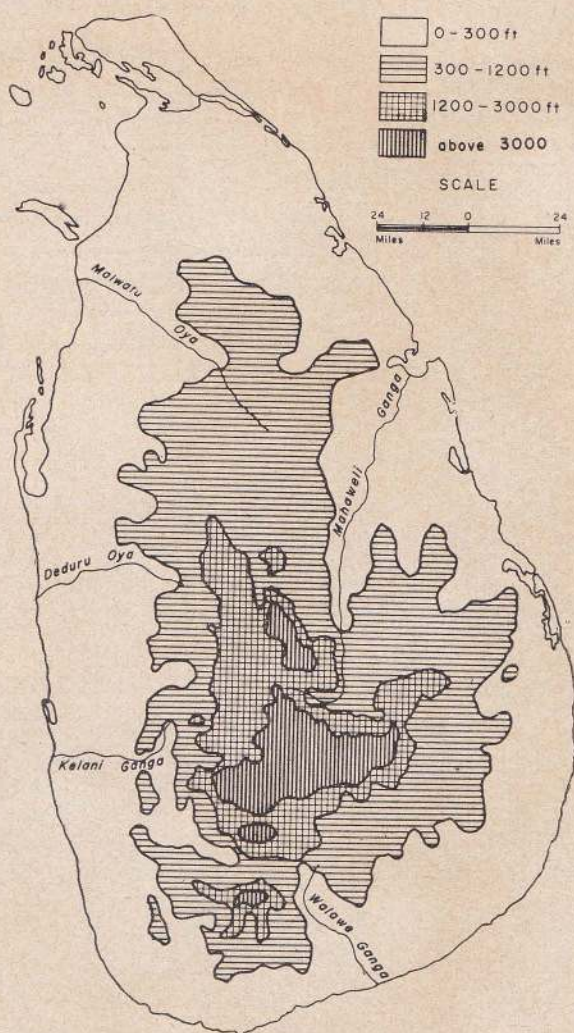 0-300 ft
300-1200 ft
1200-3000 ft
above 3000
SCALE
24 12 0 24
Miles Miles
Malwatu Oya
Mahaweli Ganga
Deduru Oya
Kelani Ganga
Walawe Ganga